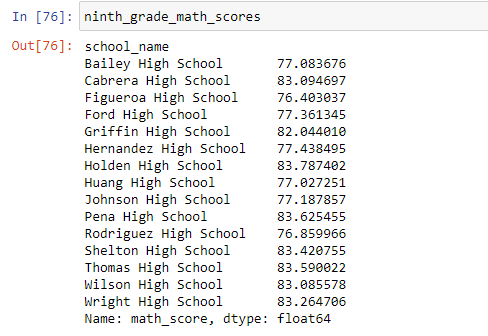 In [76]: ninth_grade_math_scores
Out[76]: school_name
Bailey High School 77.083676
Cabrera High School 83.094697
Figueroa High School 76.403037
Ford High School 77.361345
Griffin High School 82.044010
Hernandez High School 77.438495
Holden High School 83.787402
Huang High School 77.027251
Johnson High School 77.187857
Pena High School 83.625455
Rodriguez High School 76.859966
Shelton High School 83.420755
Thomas High School 83.590022
Wilson High School 83.085578
Wright High School 83.264706
Name: math_score, dtype: float64